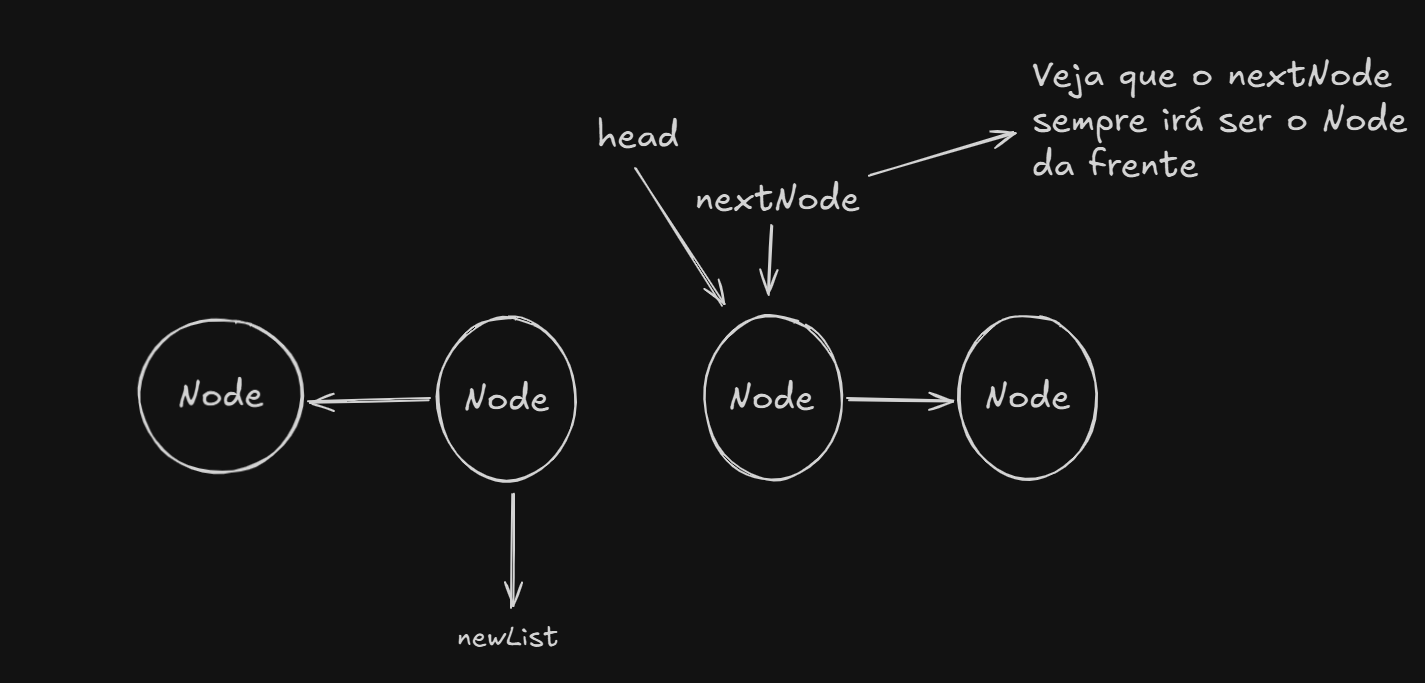 Veja que o nextNode
sempre irá ser o Node
da frente
head
nextNode
Node
Node
Node
Node
newList